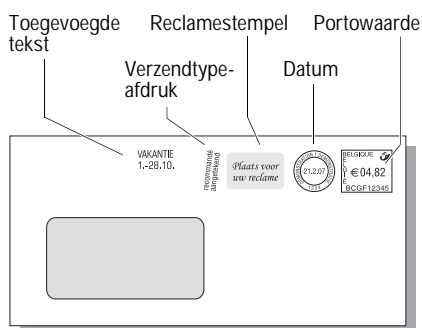 Toegevoegde
tekst
Reclamestempel
Portowaarde
Verzendtype-
afdruk
Datum
VAKANTIE
1.-28.10.
recommandé
aangetekend
Plaats voor
uw reclame
21.2.07
BELGIQUE
€04,82
BCGF12345